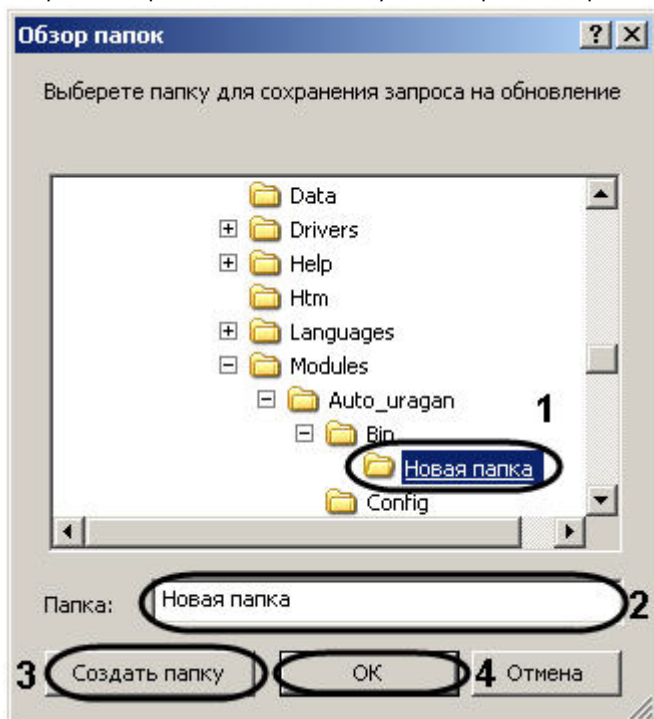 Обзор папок
Выберете папку для сохранения запроса на обновление
Data
Drivers
Help
Htm
Languages
Modules
Auto_uragan
1
Bin
Новая папка
Config
Папка: Новая папка 2
3 Создать папку ОК 4 Отмена